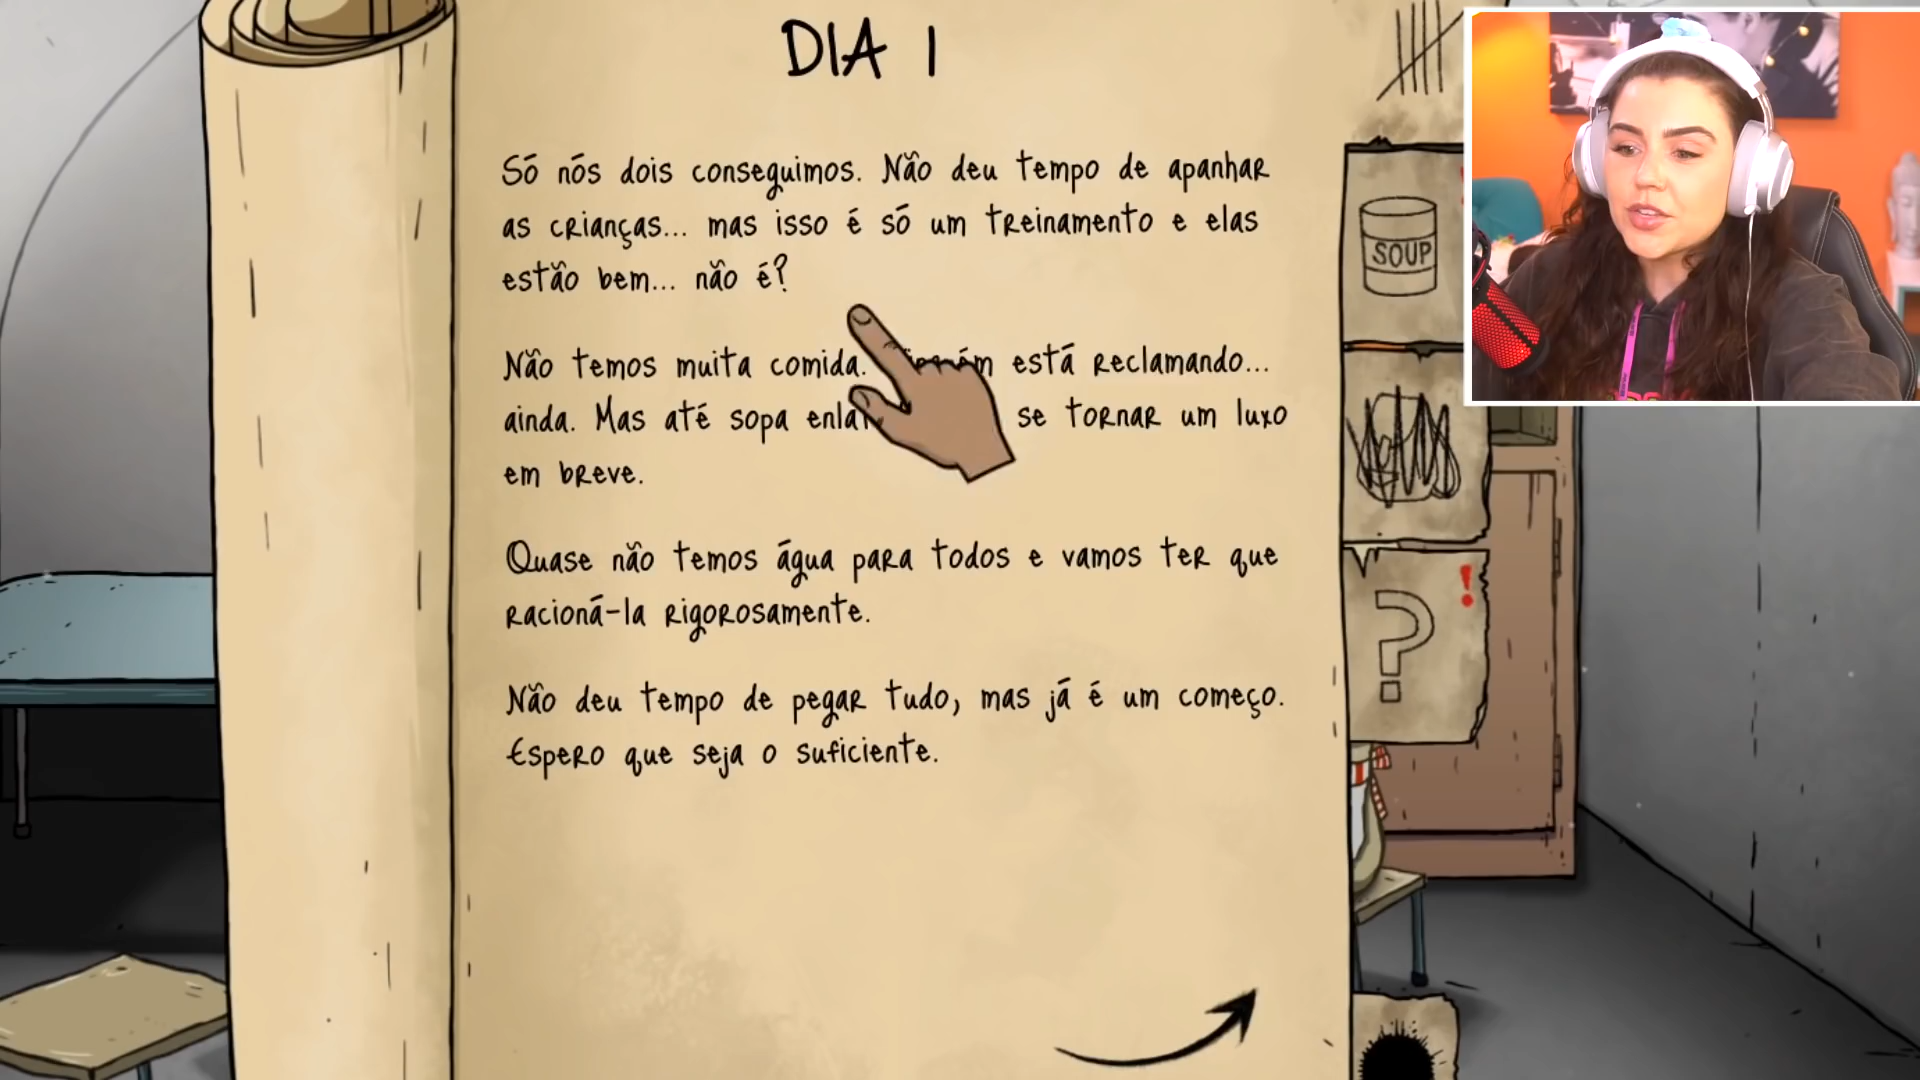 DIA 1
Só nós dois conseguimos. Não deu tempo de apanhar
as crianças... mas isso é só um treinamento e elas
estão bem... não é?
Não temos muita comida. está reclamando...
ainda. Mas até sopa se tornar um luxo
em breve.
Quase não temos água para todos e vamos ter que
racioná-la rigorosamente.
Não deu tempo de pegar tudo, mas já é um começo.
Espero que seja o suficiente.
SOUP
?
!